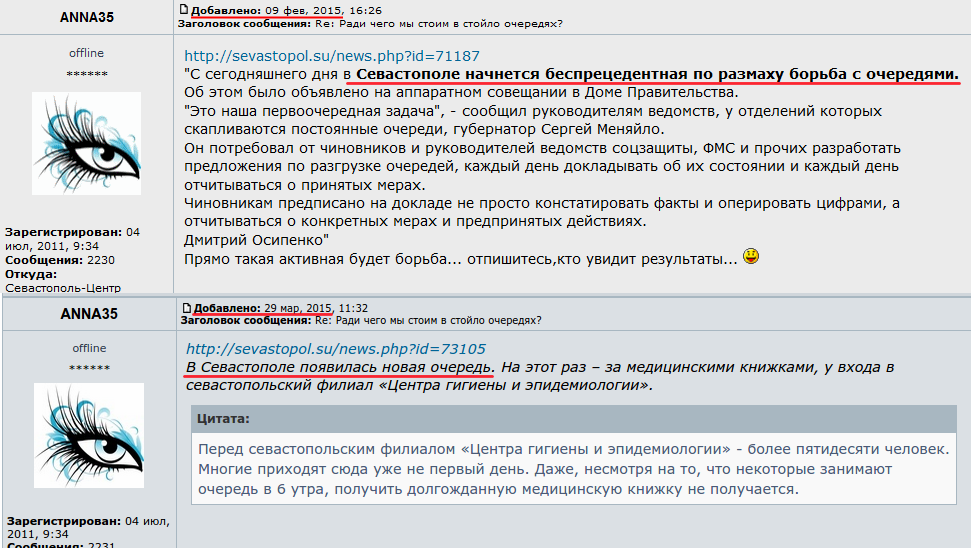 ANNA35
Добавлено: 09 фев, 2015, 16:26
Заголовок сообщения: Re: Ради чего мы стоим в стойло очередях?
offline
******
http://sevastopol.su/news.php?id=71187
"С сегодняшнего дня в Севастополе начнется беспрецедентная по размаху борьба с очередями.
Об этом было объявлено на аппаратном совещании в Доме Правительства.
"Это наша первоочередная задача", - сообщил руководителям ведомств, у отделений которых
скапливаются постоянные очереди, губернатор Сергей Меняйло.
Он потребовал от чиновников и руководителей ведомств соцзащиты, ФМС и прочих разработать
предложения по разгрузке очередей, каждый день докладывать об их состоянии и каждый день
отчитываться о принятых мерах.
Чиновникам предписано на докладе не просто констатировать факты и оперировать цифрами, а
отчитываться о конкретных мерах и предпринятых действиях.
Дмитрий Осипенко"
Прямо такая активная будет борьба... отпишитесь,кто увидит результаты...
Зарегистрирован: 04
июл, 2011, 9:34
Сообщения: 2230
Откуда:
Севастополь-Центр
ANNA35
Добавлено: 29 мар, 2015, 11:32
Заголовок сообщения: Re: Ради чего мы стоим в стойло очередях?
offline
******
http://sevastopol.su/news.php?id=73105
В Севастополе появилась новая очередь. На этот раз – за медицинскими книжками, у входа в
севастопольский филиал «Центра гигиены и эпидемиологии».
Цитата:
Перед севастопольским филиалом «Центра гигиены и эпидемиологии» - более пятидесяти человек.
Многие приходят сюда уже не первый день. Даже, несмотря на то, что некоторые занимают
очередь в 6 утра, получить долгожданную медицинскую книжку не получается.
Зарегистрирован: 04 июл,
2011, 9:34
Сообщения: 2231